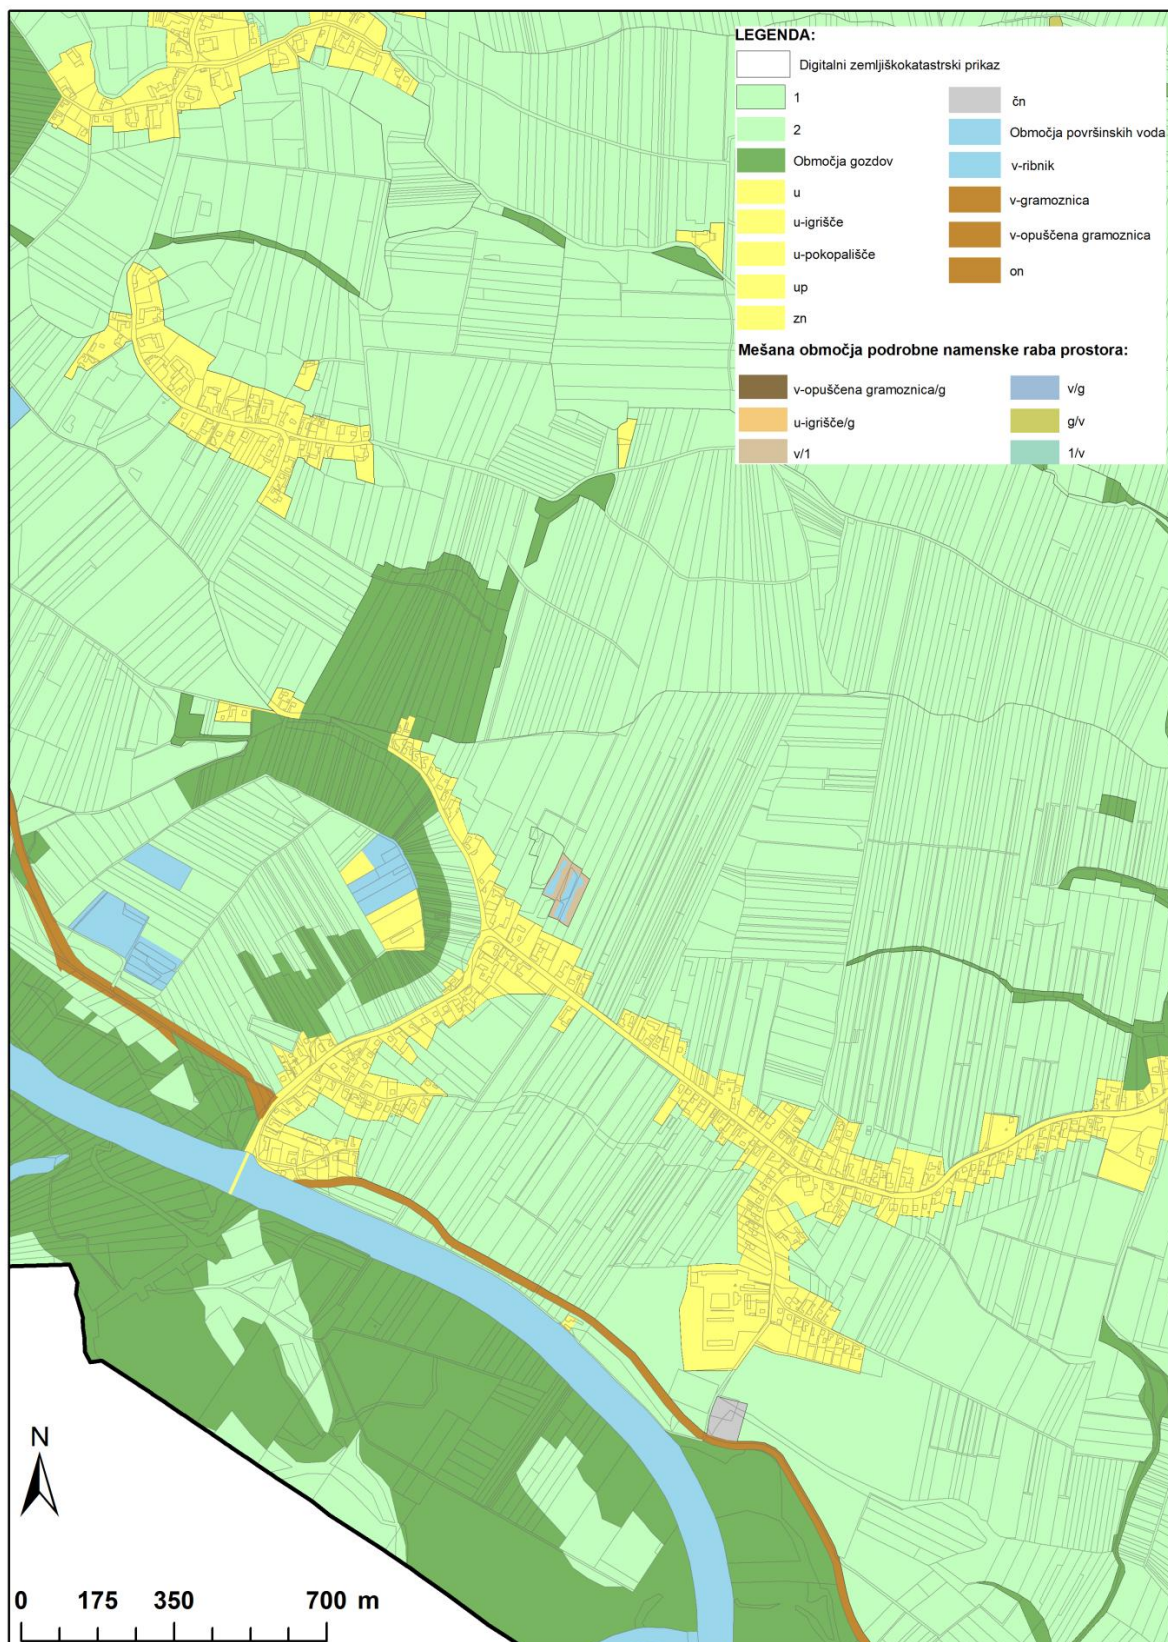 LEGENDA:
Digitalni zemljiškokatastrski prikaz
1
2
Območja gozdov
u
u-igrišče
u-pokopališče
up
zn
čn
Območja površinskih voda
v-ribnik
v-gramoznica
v-opuščena gramoznica
on
Mešana območja podrobne namenske raba prostora:
v-opuščena gramoznica/g
u-igrišče/g
v/1
v/g
g/v
1/v
N
0 175 350 700 m